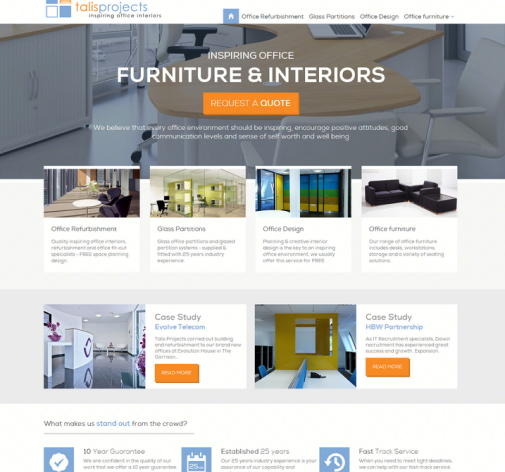 talisprojects
inspiring office interiors
Office Refurbishment Glass Partitions Office Design Office furniture
INSPIRING OFFICE
FURNITURE & INTERIORS
REQUEST A QUOTE
We believe that every office environment should be inspiring, encourage positive attitudes, good
communication levels and sense of self worth and well being
Office Refurbishment
Quality inspiring office interiors,
refurbishment and office fit-out
specialists - FREE space planning
design.
Glass Partitions
Glass office partitions and glazed
partition systems - supplied &
fitted with 25 years industry
experience.
Office Design
Planning & creative interior
design is the key to an inspiring
office environment, we usually
offer this service for FREE
Office furniture
Our range of office furniture
includes desks, workstations,
storage and a variety of seating
solutions.
Case Study
Evolve Telecom
Talis Projects carried out building
and refurbishment to our brand new
offices at Evolution House in The
Garrison...
READ MORE
Case Study
HBW Partnership
As IT Recruitment specialists, Dawn
recruitment has experienced great
success and growth. Expansion.
READ MORE
What makes us stand out from the crowd?
10 Year Guarantee
We are confident in the quality of our
work that we offer a 10 year guarantee
25
Established 25 years
Our 25 years industry experience is your
assurance of our capability and
Fast Track Service
When you need to meet tight deadlines,
we can help with our fast-track service.